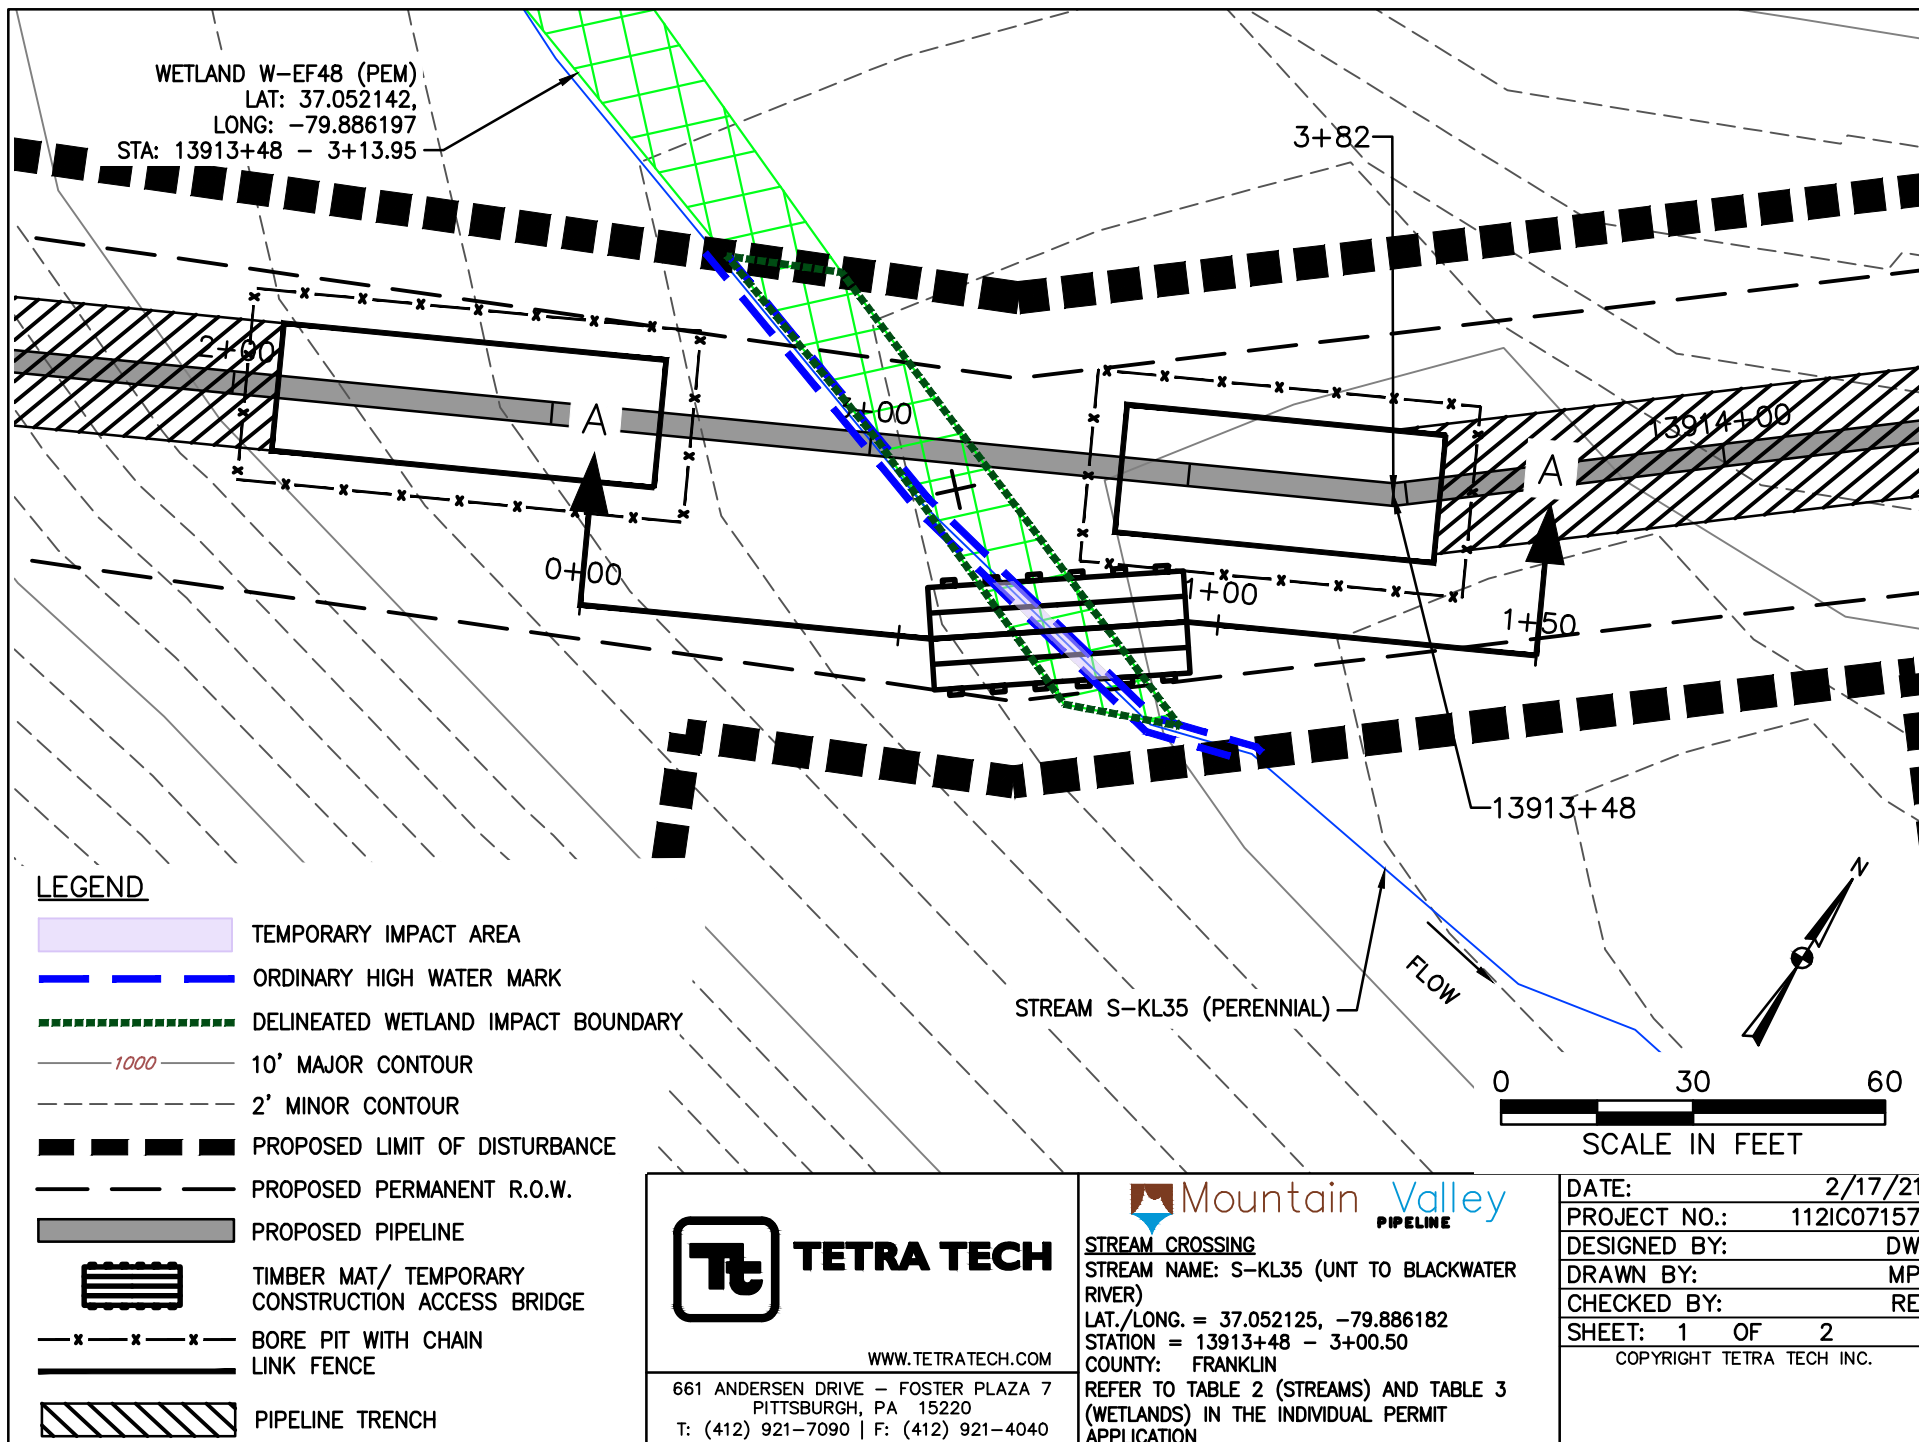 WETLAND W-EF48 (PEM)
LAT: 37.052142,
LONG: -79.886197
STA: 13913+48 - 3+13.95
3+82
2+00
A
+00
13914+00
A
0+00
1+00
1+50
13913+48
STREAM S-KL35 (PERENNIAL)
FLOW
N
0 30 60
SCALE IN FEET
LEGEND
TEMPORARY IMPACT AREA
ORDINARY HIGH WATER MARK
DELINEATED WETLAND IMPACT BOUNDARY
1000
10' MAJOR CONTOUR
2' MINOR CONTOUR
PROPOSED LIMIT OF DISTURBANCE
PROPOSED PERMANENT R.O.W.
PROPOSED PIPELINE
TIMBER MAT/ TEMPORARY
CONSTRUCTION ACCESS BRIDGE
BORE PIT WITH CHAIN
LINK FENCE
PIPELINE TRENCH
Tt
TETRA TECH
WWW.TETRATECH.COM
661 ANDERSEN DRIVE - FOSTER PLAZA 7
PITTSBURGH, PA 15220
T: (412) 921-7090 | F: (412) 921-4040
Mountain Valley
PIPELINE
STREAM CROSSING
STREAM NAME: S-KL35 (UNT TO BLACKWATER
RIVER)
LAT./LONG. = 37.052125, -79.886182
STATION = 13913+48 - 3+00.50
COUNTY: FRANKLIN
REFER TO TABLE 2 (STREAMS) AND TABLE 3
(WETLANDS) IN THE INDIVIDUAL PERMIT
APPLICATION
DATE: 2/17/21
PROJECT NO.: 112IC07157
DESIGNED BY: DW
DRAWN BY: MP
CHECKED BY: RE
SHEET: 1 OF 2
COPYRIGHT TETRA TECH INC.